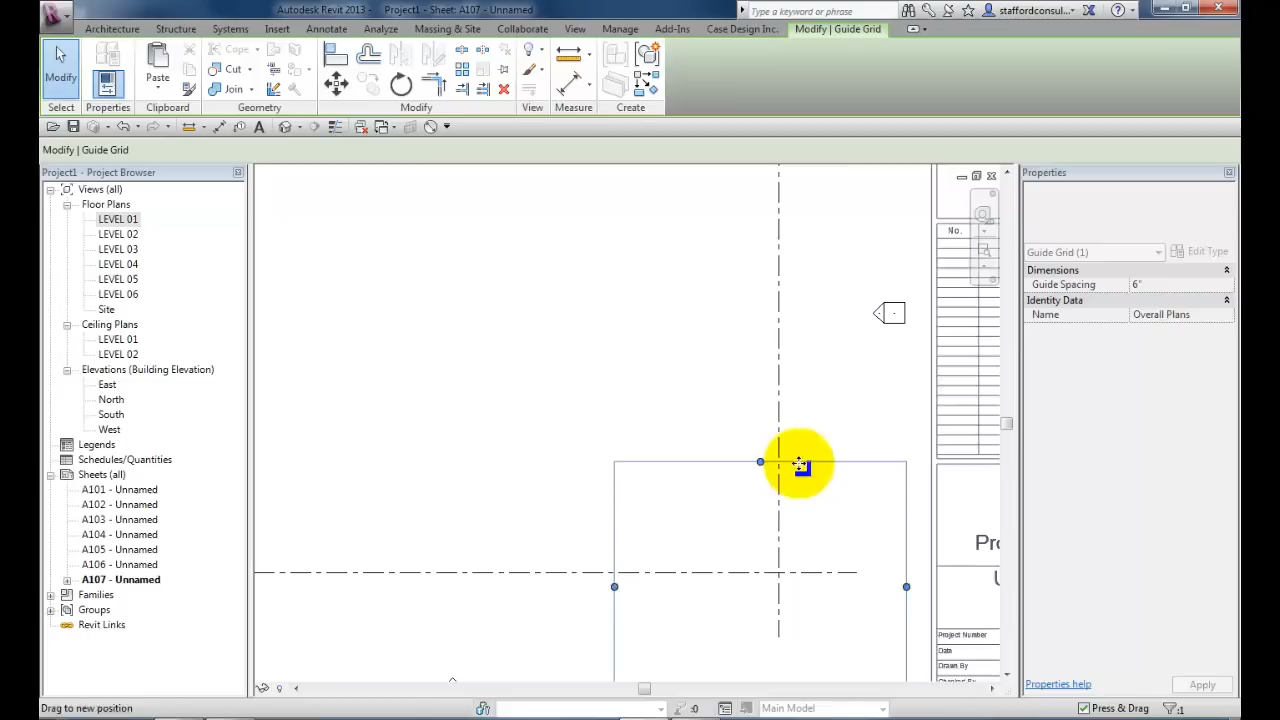 Autodesk Revit 2013 - Project1 - Sheet: A107 - Unnamed
Type a keyword or phrase
staffordconsul...
Architecture Structure Systems Insert Annotate Analyze Massing & Site Collaborate View Manage Add-Ins Case Design Inc. Modify | Guide Grid
Modify
Paste
Cope
Cut
Join
Select Properties Clipboard Geometry Modify View Measure Create
Modify | Guide Grid
Project1 - Project Browser
Views (all)
Floor Plans
LEVEL 01
LEVEL 02
LEVEL 03
LEVEL 04
LEVEL 05
LEVEL 06
Site
Ceiling Plans
LEVEL 01
LEVEL 02
Elevations (Building Elevation)
East
North
South
West
Legends
Schedules/Quantities
Sheets (all)
A101 - Unnamed
A102 - Unnamed
A103 - Unnamed
A104 - Unnamed
A105 - Unnamed
A106 - Unnamed
A107 - Unnamed
Families
Groups
Revit Links
No.
Project Number
Date
Drawn By
Properties
Guide Grid (1)
Edit Type
Dimensions
Guide Spacing 6"
Identity Data
Name Overall Plans
Properties help
Apply
Drag to new position
:0
Main Model
Press & Drag
:1